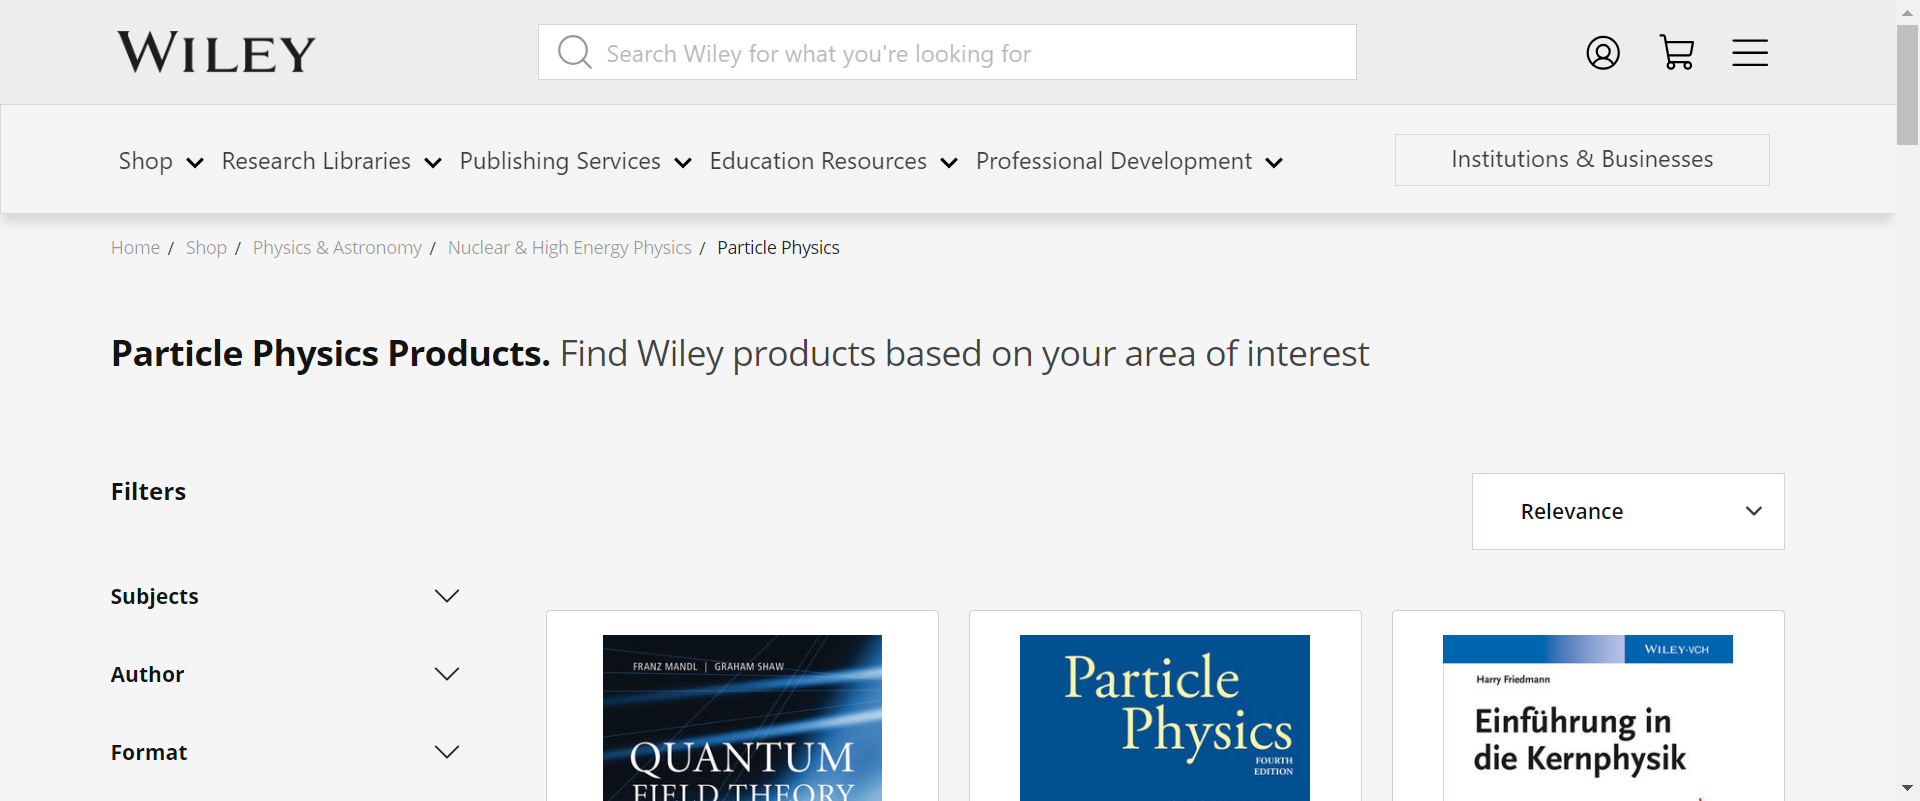 WILEY
Search Wiley for what you're looking for
Shop Research Libraries Publishing Services Education Resources Professional Development Institutions & Businesses
Home / Shop / Physics & Astronomy / Nuclear & High Energy Physics / Particle Physics
Particle Physics Products. Find Wiley products based on your area of interest
Filters
Relevance
Subjects
Author
Format
FRANZ MANDL | GRAHAM SHAW
QUANTUM
FIELD THEORY
Particle
Physics
FOURTH
EDITION
WILEY-VCH
Harry Friedmann
Einführung in
die Kernphysik